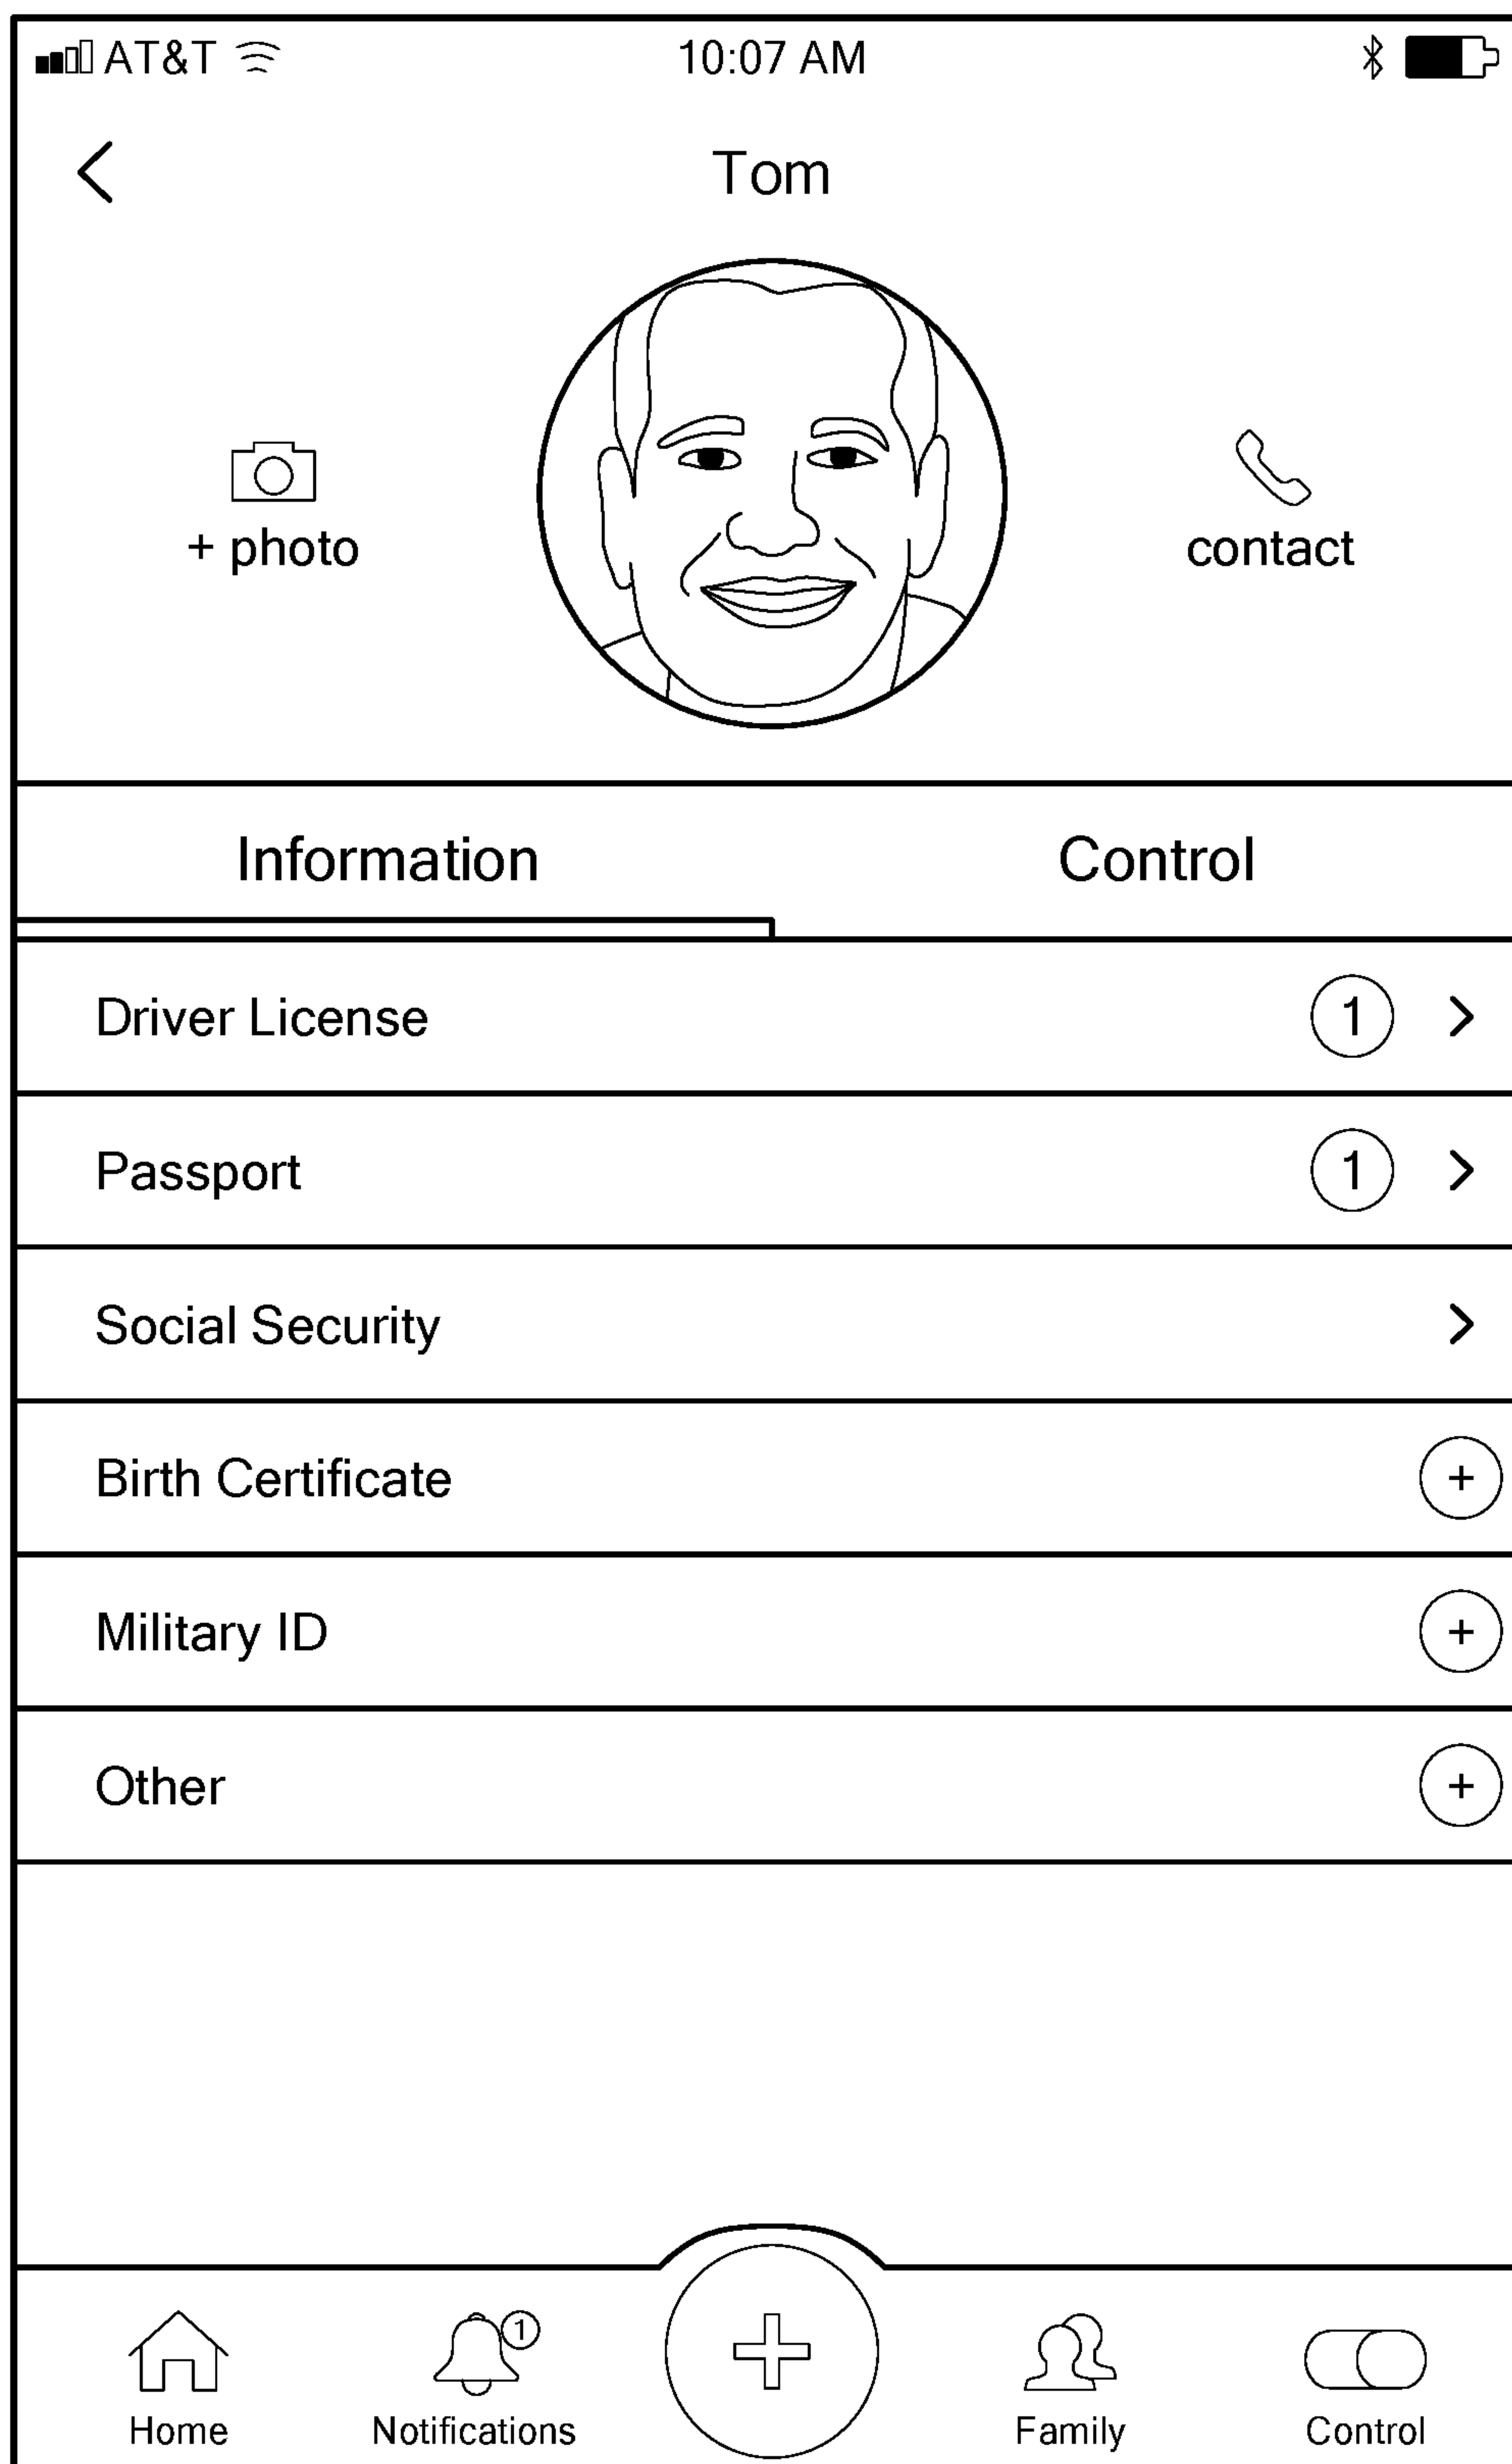 AT&T 10:07 AM
Tom
+ photo
contact
Information Control
Driver License 1
Passport 1
Social Security
Birth Certificate +
Military ID +
Other +
1
Home Notifications Family Control